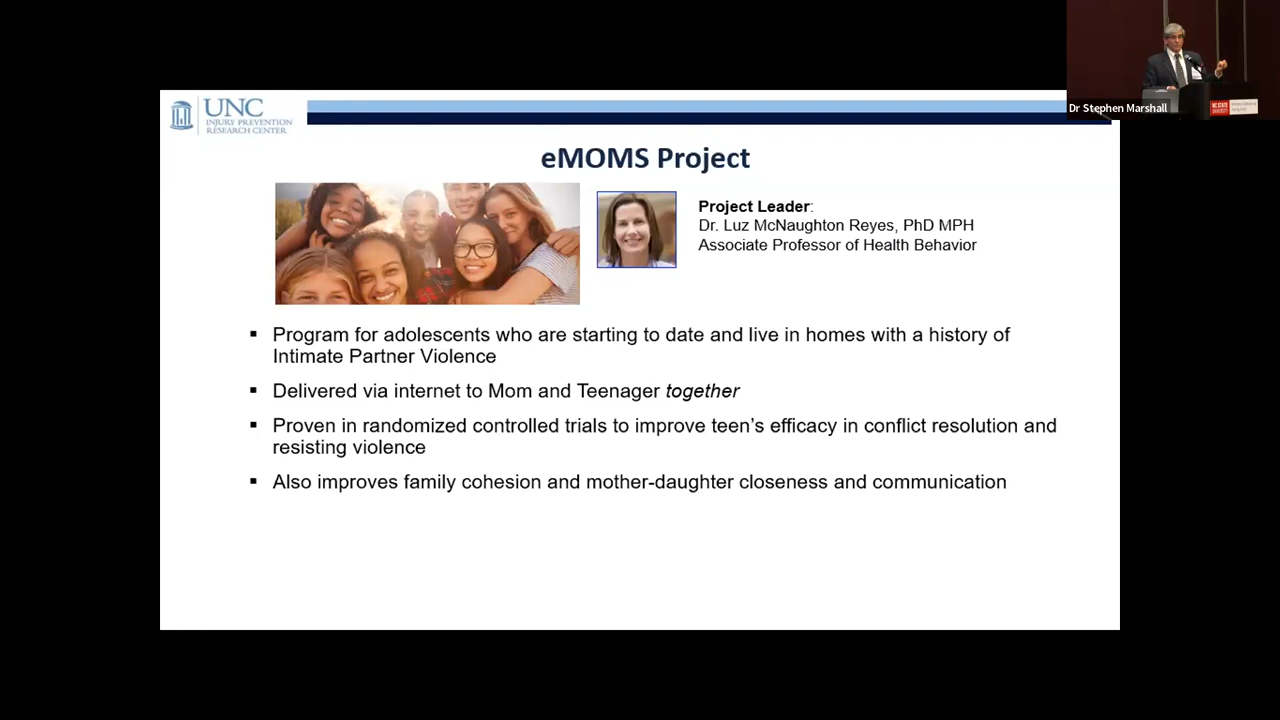 UNC
INJURY PREVENTION
RESEARCH CENTER
Dr Stephen Marshall
NC STATE
UNIVERSITY
eMOMS Project
Project Leader:
Dr. Luz McNaughton Reyes, PhD MPH
Associate Professor of Health Behavior
▪ Program for adolescents who are starting to date and live in homes with a history of
Intimate Partner Violence
▪ Delivered via internet to Mom and Teenager together
▪ Proven in randomized controlled trials to improve teen’s efficacy in conflict resolution and
resisting violence
▪ Also improves family cohesion and mother-daughter closeness and communication